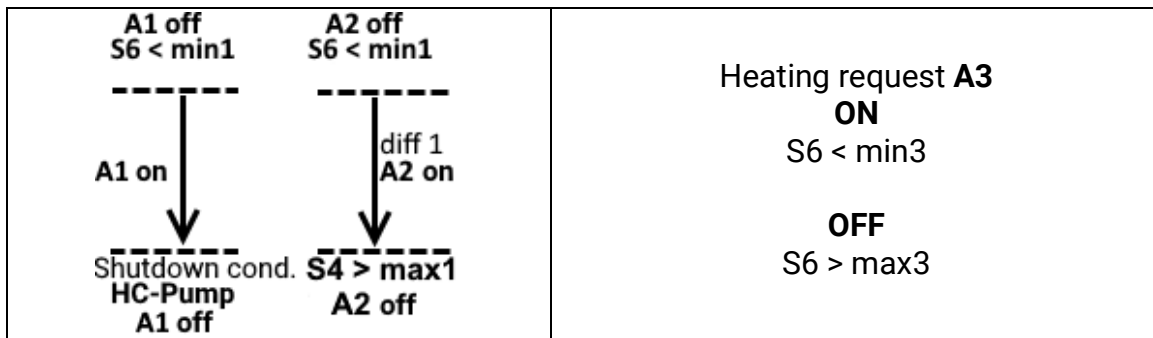 A1 off
S6 < min1
A2 off
S6 < min1
A1 on
diff 1
A2 on
Shutdown cond.
HC-Pump
A1 off
S4 > max1
A2 off
Heating request A3
ON
S6 < min3
OFF
S6 > max3